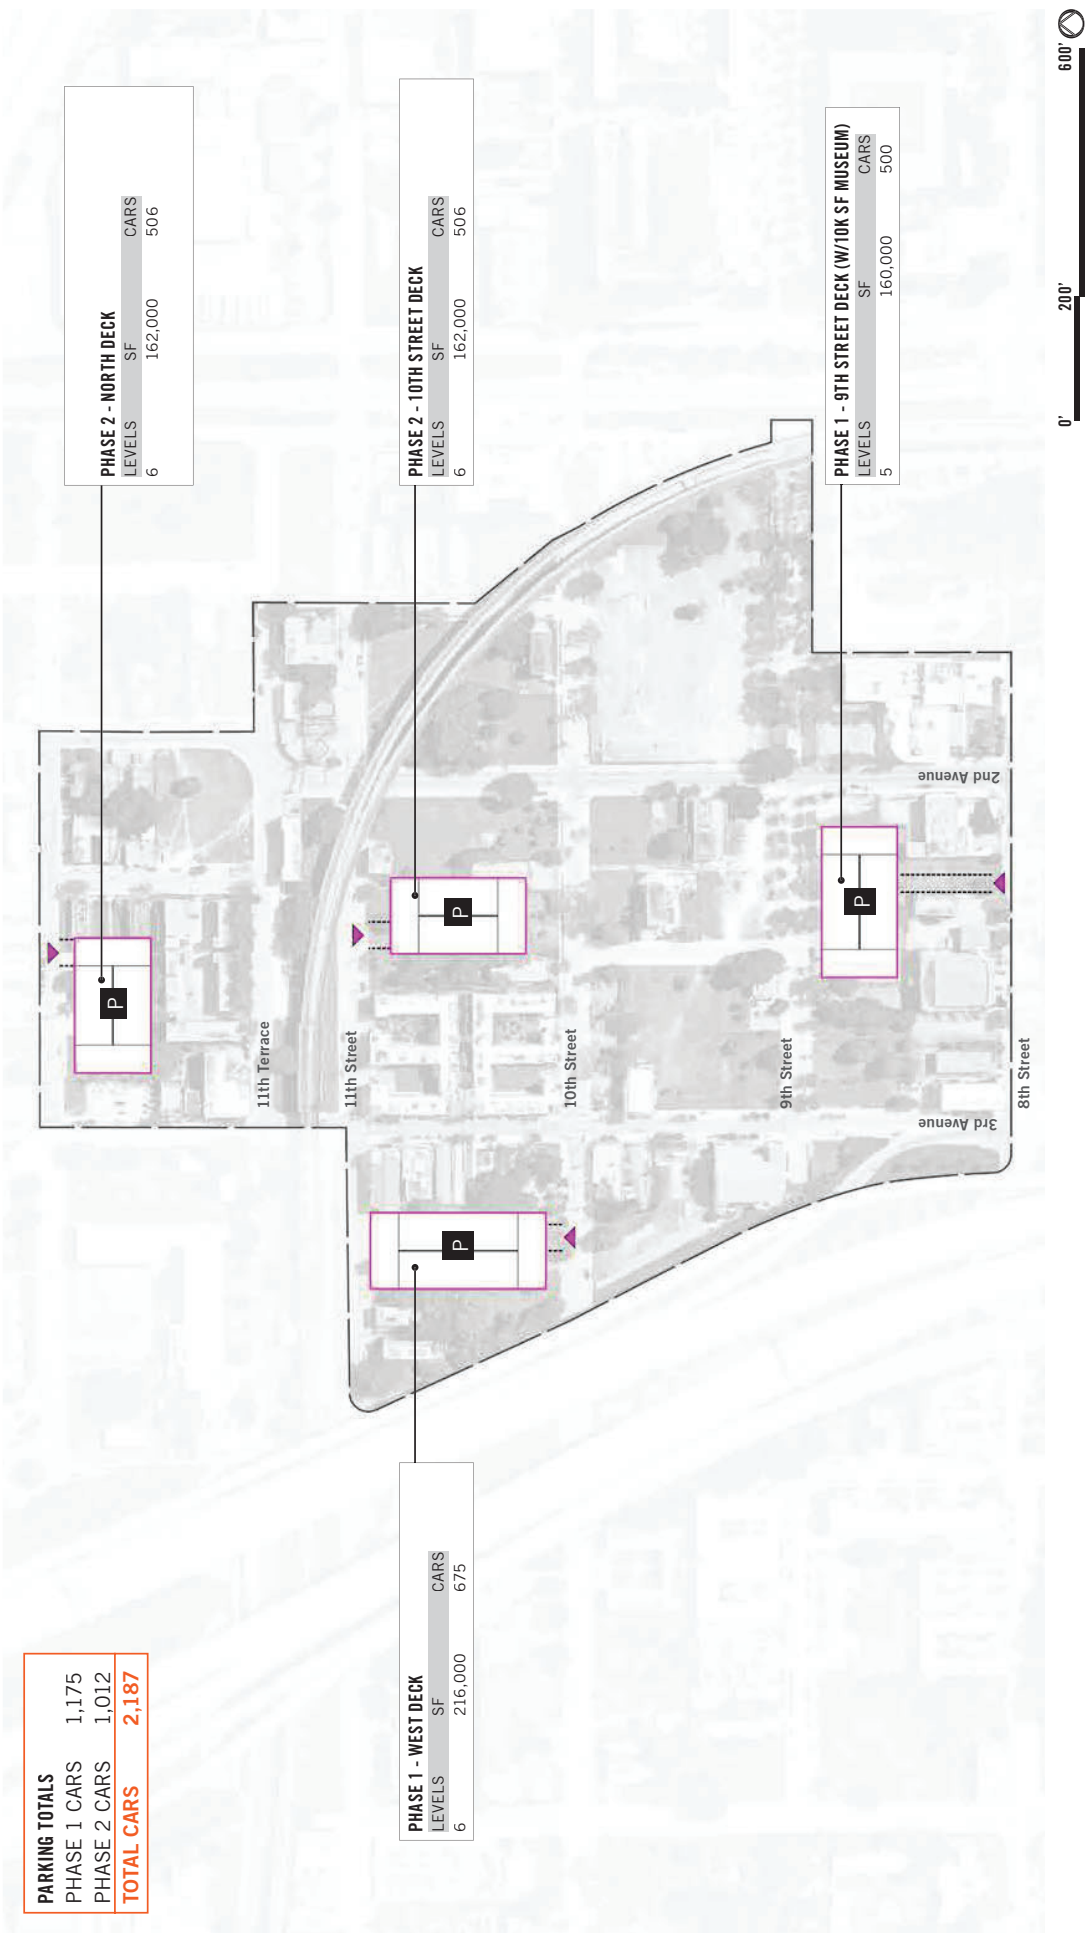 PARKING TOTALS
PHASE 1 CARS 1,175
PHASE 2 CARS 1,012
TOTAL CARS 2,187
PHASE 2 - NORTH DECK
LEVELS SF CARS
6 162,000 506
PHASE 1 - WEST DECK
LEVELS SF CARS
6 216,000 675
PHASE 2 - 10TH STREET DECK
LEVELS SF CARS
6 162,000 506
PHASE 1 - 9TH STREET DECK (W/10K SF MUSEUM)
LEVELS SF CARS
5 160,000 500
P
P
P
P
11th Terrace
11th Street
10th Street
9th Street
8th Street
3rd Avenue
2nd Avenue
0' 200' 600'